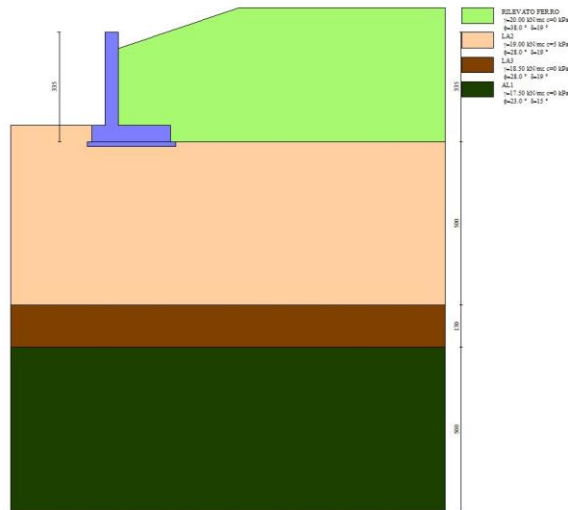 RILEVATO FERRO
γ=20.00 kN/mc c=0 kPa
ϕ=38.0 ° δ=19 °
LA2
γ=19.00 kN/mc c=5 kPa
ϕ=28.0 ° δ=19 °
LA3
γ=18.50 kN/mc c=0 kPa
ϕ=28.0 ° δ=19 °
AL1
γ=17.50 kN/mc c=0 kPa
ϕ=23.0 ° δ=15 °
335
335
500
130
500